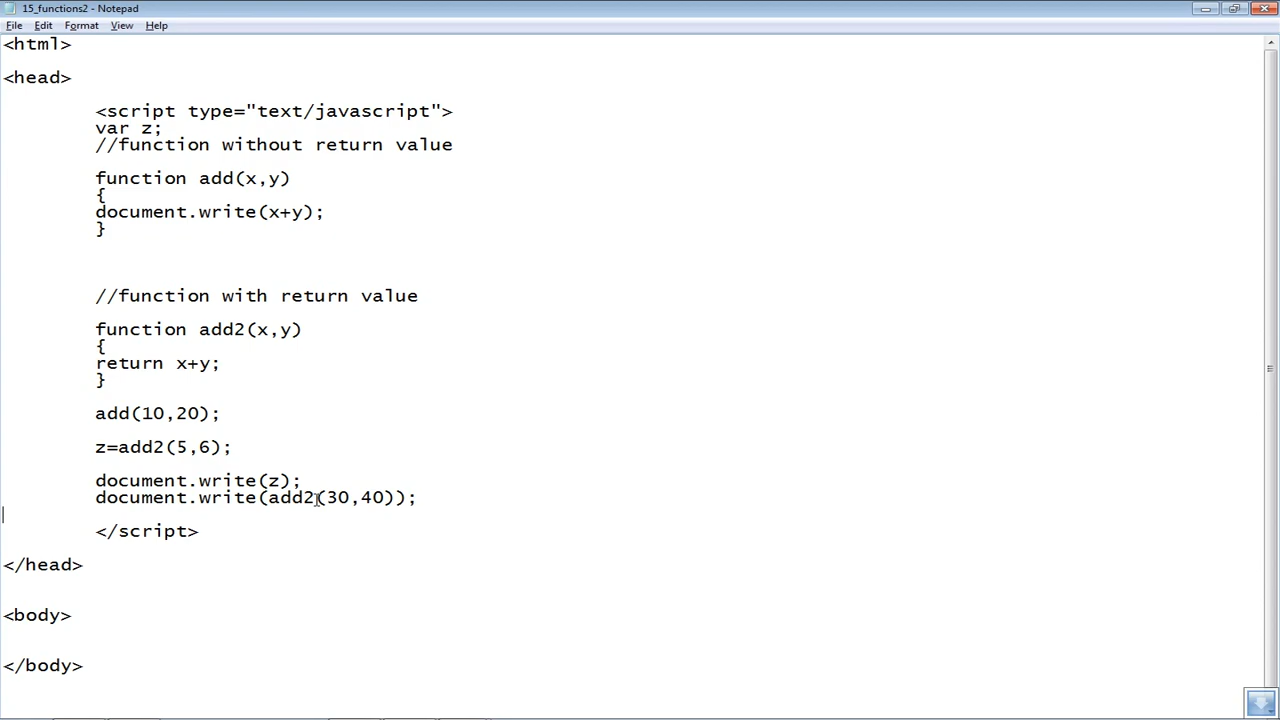 15_functions2 - Notepad
File Edit Format View Help
<html>
<head>
<script type="text/javascript">
var z;
//function without return value
function add(x,y)
{
document.write(x+y);
}
//function with return value
function add2(x,y)
{
return x+y;
}
add(10,20);
z=add2(5,6);
document.write(z);
document.write(add2(30,40));
</script>
</head>
<body>
</body>